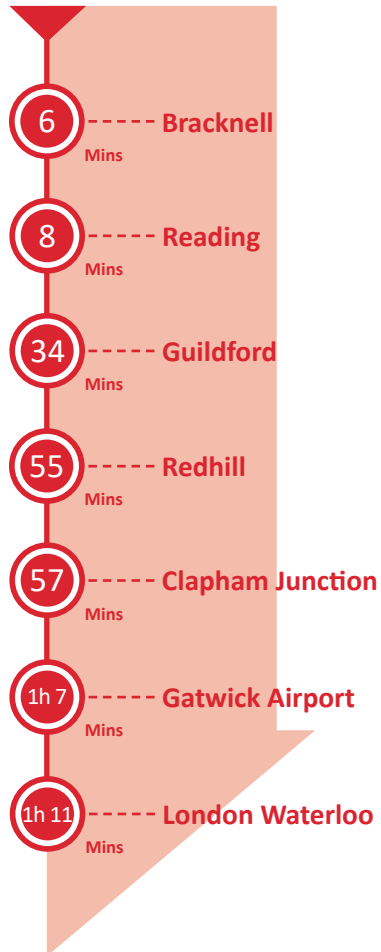 6
Mins
Bracknell
8
Mins
Reading
34
Mins
Guildford
55
Mins
Redhill
57
Mins
Clapham Junction
1h 7
Mins
Gatwick Airport
1h 11
Mins
London Waterloo